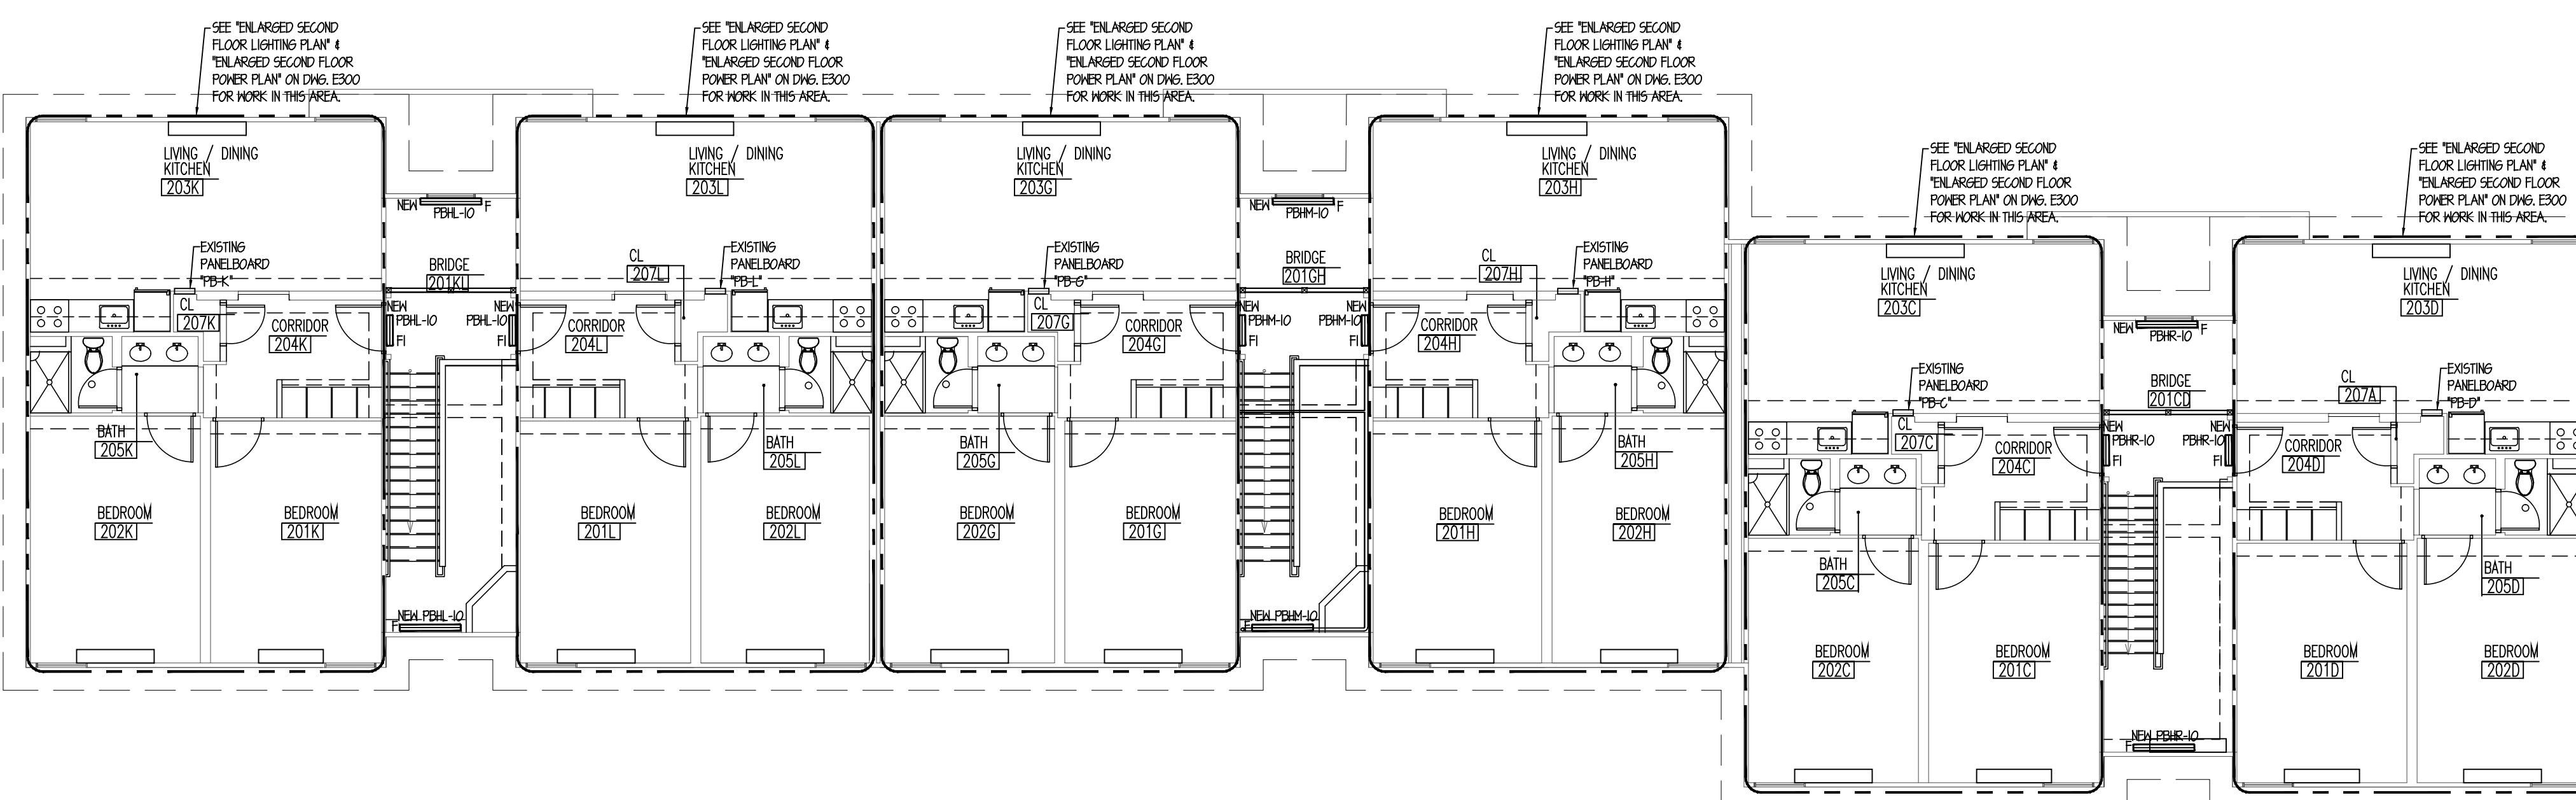 SEE "ENLARGED SECOND
FLOOR LIGHTING PLAN" &
"ENLARGED SECOND FLOOR
POWER PLAN" ON DWG. E300
FOR WORK IN THIS AREA.
SEE "ENLARGED SECOND
FLOOR LIGHTING PLAN" &
"ENLARGED SECOND FLOOR
POWER PLAN" ON DWG. E300
FOR WORK IN THIS AREA.
SEE "ENLARGED SECOND
FLOOR LIGHTING PLAN" &
"ENLARGED SECOND FLOOR
POWER PLAN" ON DWG. E300
FOR WORK IN THIS AREA.
SEE "ENLARGED SECOND
FLOOR LIGHTING PLAN" &
"ENLARGED SECOND FLOOR
POWER PLAN" ON DWG. E300
FOR WORK IN THIS AREA.
SEE "ENLARGED SECOND
FLOOR LIGHTING PLAN" &
"ENLARGED SECOND FLOOR
POWER PLAN" ON DWG. E300
FOR WORK IN THIS AREA.
SEE "ENLARGED SECOND
FLOOR LIGHTING PLAN" &
"ENLARGED SECOND FLOOR
POWER PLAN" ON DWG. E300
FOR WORK IN THIS AREA.
LIVING / DINING
KITCHEN
203K
EXISTING
PANELBOARD
"PB-K"
CL
207K
CORRIDOR
204K
BATH
205K
BEDROOM
202K
BEDROOM
201K
NEW PBHL-10 F
BRIDGE
201KL
NEW
PBHL-10
FI
NEW
PBHL-10
FI
NEW PBHL-10
F
LIVING / DINING
KITCHEN
203L
CL
207L
EXISTING
PANELBOARD
"PB-L"
CORRIDOR
204L
BATH
205L
BEDROOM
201L
BEDROOM
202L
LIVING / DINING
KITCHEN
203G
EXISTING
PANELBOARD
"PB-G"
CL
207G
CORRIDOR
204G
BATH
205G
BEDROOM
202G
BEDROOM
201G
NEW PBHM-10 F
BRIDGE
201GH
NEW
PBHM-10
FI
NEW
PBHM-10
FI
NEW PBHM-10
F
LIVING / DINING
KITCHEN
203H
CL
207H
EXISTING
PANELBOARD
"PB-H"
CORRIDOR
204H
BATH
205H
BEDROOM
201H
BEDROOM
202H
LIVING / DINING
KITCHEN
203C
EXISTING
PANELBOARD
"PB-C"
CL
207C
CORRIDOR
204C
BATH
205C
BEDROOM
202C
BEDROOM
201C
NEW PBHR-10 F
BRIDGE
201CD
NEW
PBHR-10
FI
NEW
PBHR-10
FI
NEW PBHR-10
F
LIVING / DINING
KITCHEN
203D
CL
207A
EXISTING
PANELBOARD
"PB-D"
CORRIDOR
204D
BATH
205D
BEDROOM
201D
BEDROOM
202D